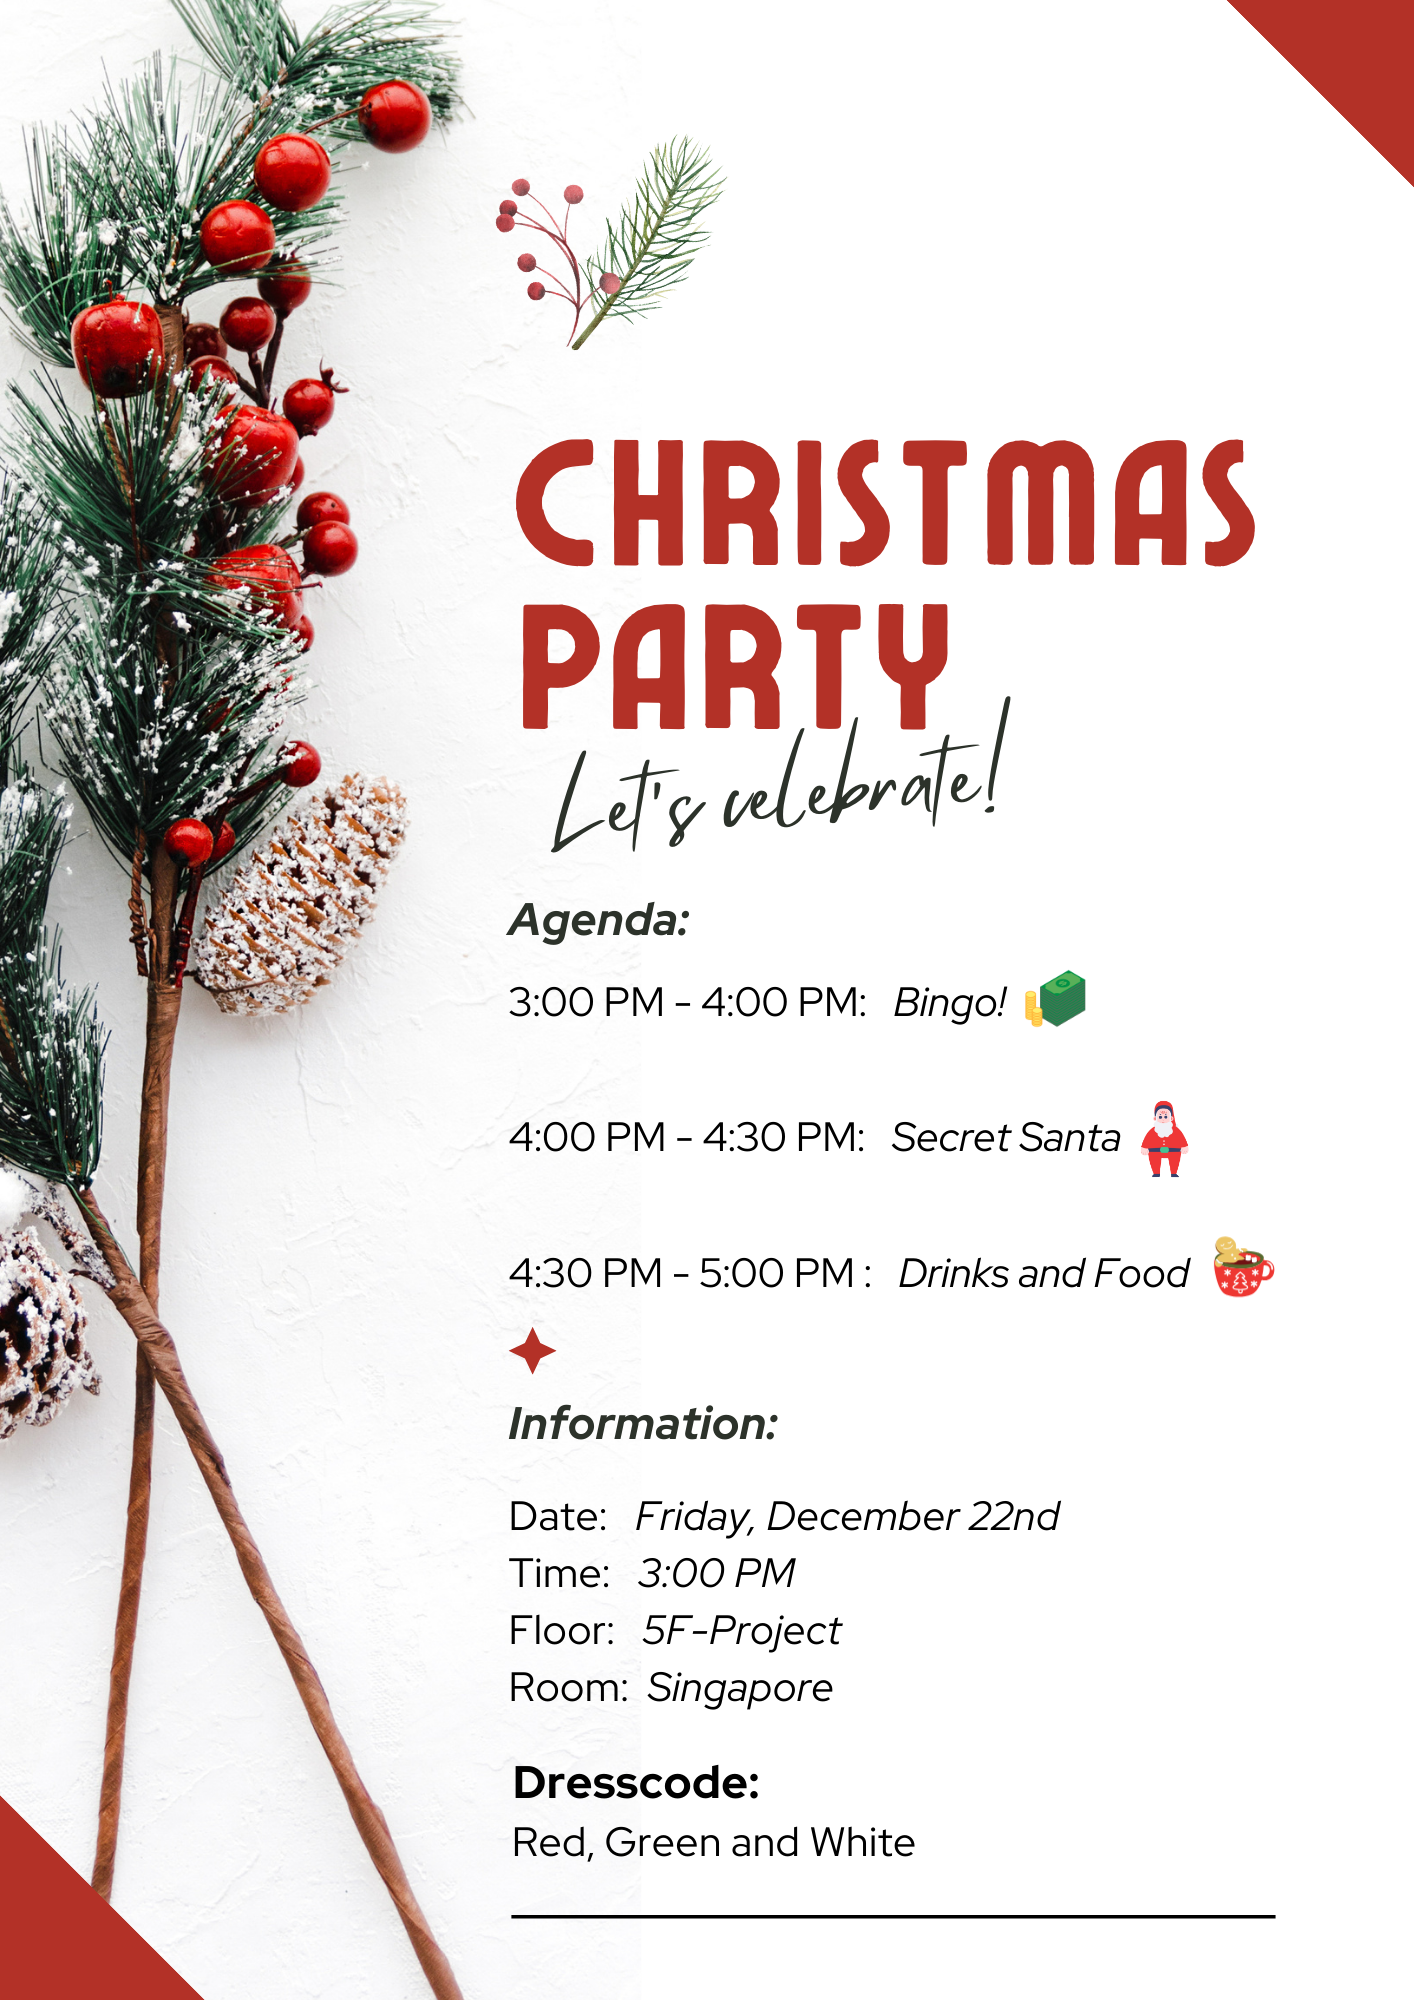 CHRISTMAS
PARTY
Let's celebrate!
Agenda:
3:00 PM - 4:00 PM: Bingo!
4:00 PM - 4:30 PM: Secret Santa
4:30 PM - 5:00 PM : Drinks and Food
Information:
Date: Friday, December 22nd
Time: 3:00 PM
Floor: 5F-Project
Room: Singapore
Dresscode:
Red, Green and White